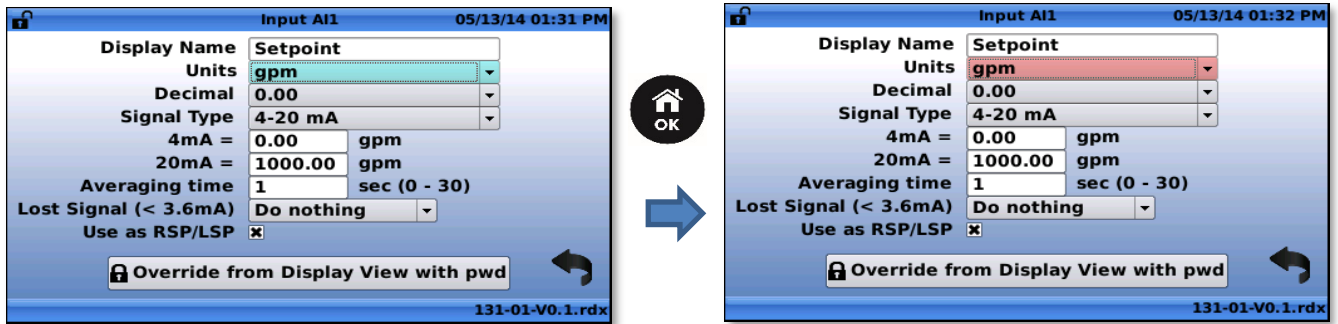 Input AI1 05/13/14 01:31 PM
Display Name Setpoint
Units gpm
Decimal 0.00
Signal Type 4-20 mA
4mA = 0.00 gpm
20mA = 1000.00 gpm
Averaging time 1 sec (0 - 30)
Lost Signal (< 3.6mA) Do nothing
Use as RSP/LSP
Override from Display View with pwd
131-01-V0.1.rdx
OK
Input AI1 05/13/14 01:32 PM
Display Name Setpoint
Units gpm
Decimal 0.00
Signal Type 4-20 mA
4mA = 0.00 gpm
20mA = 1000.00 gpm
Averaging time 1 sec (0 - 30)
Lost Signal (< 3.6mA) Do nothing
Use as RSP/LSP
Override from Display View with pwd
131-01-V0.1.rdx